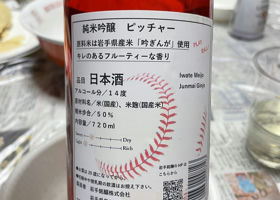 純米吟醸 ピッチャー
原料米は岩手県産米「吟ぎんが」使用
キレのあるフルーティーな香り
PLAY
BALL!
Iwate Meijo
Junmai Ginjo
品目 日本酒
アルコール分/14度
原材料名/米(国産)、米麹(国産米)
精米歩合/50%
内容量/720ml
Light Dry
Rich
岩手銘醸株式会社